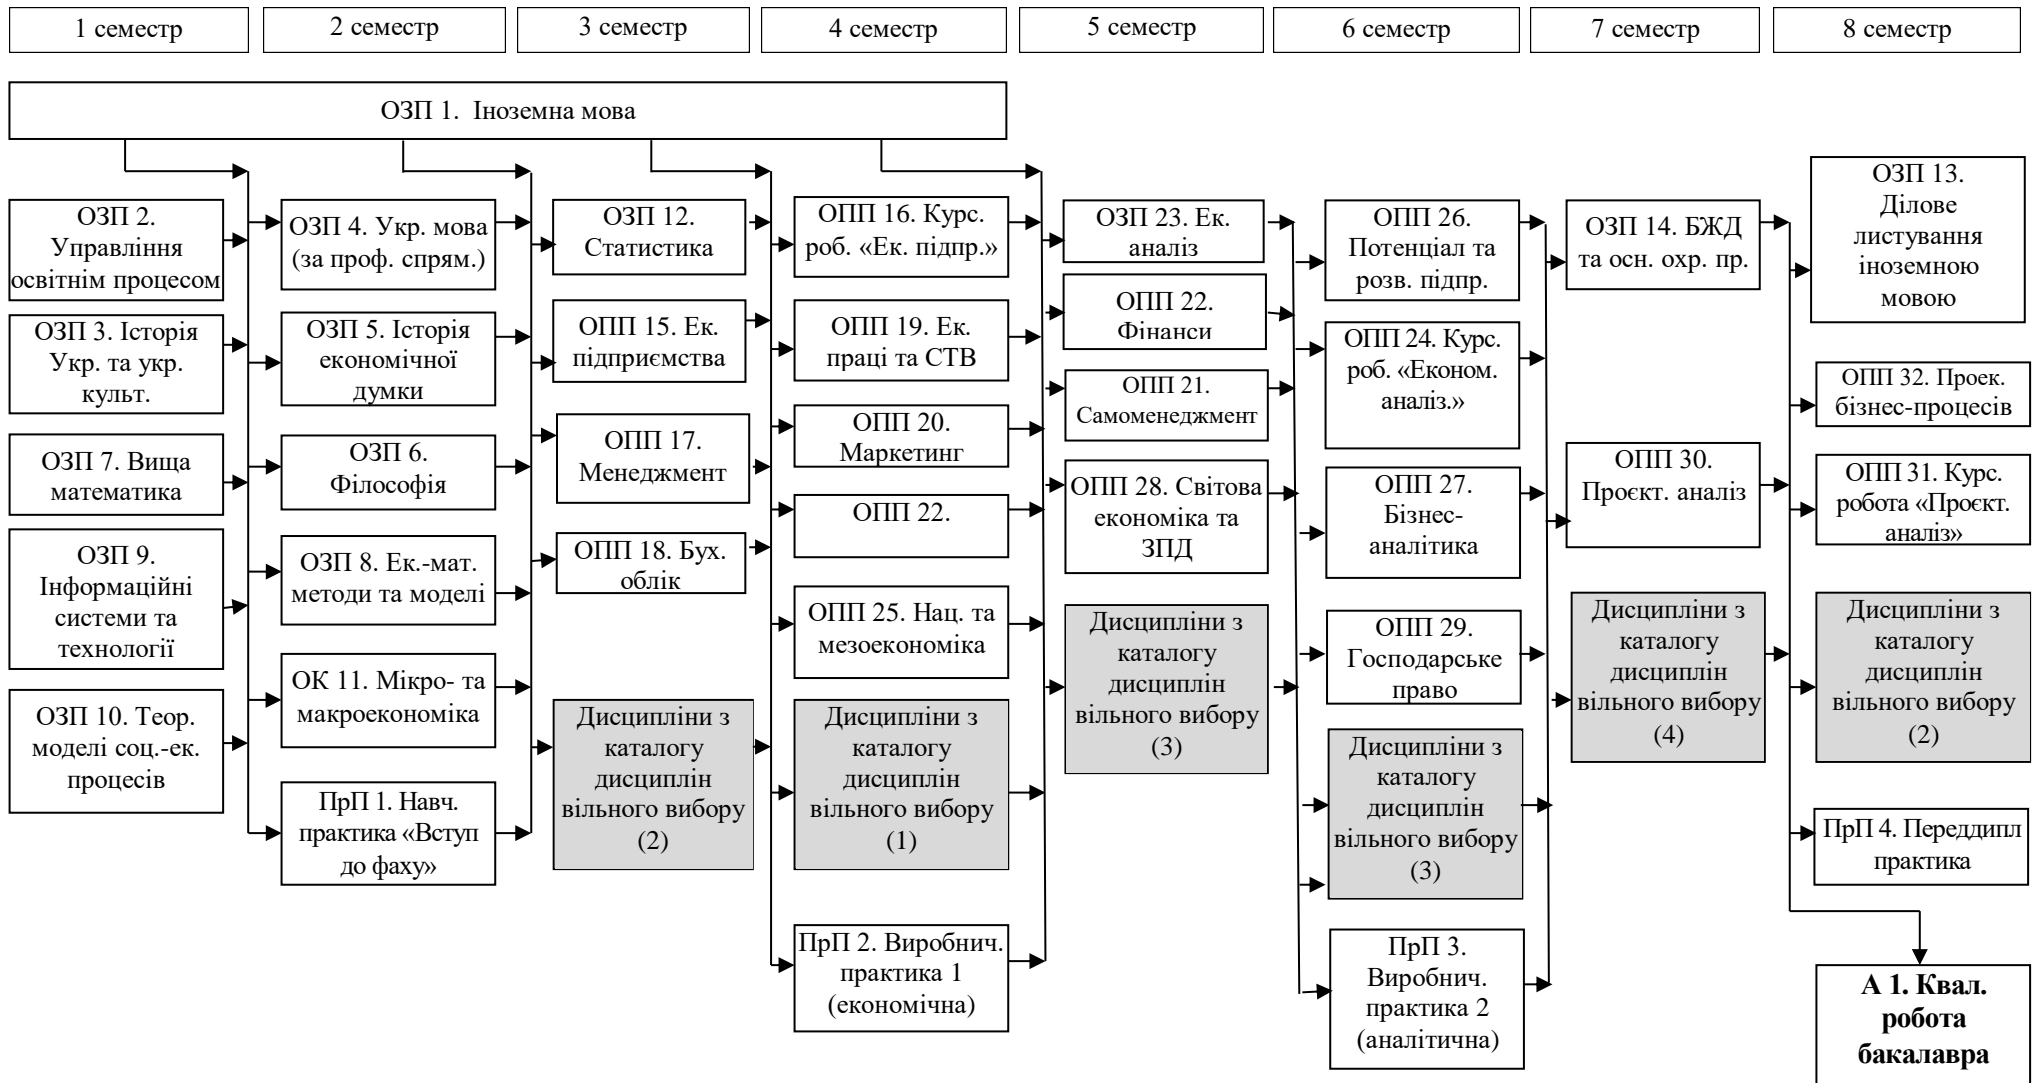 1 семестр
2 семестр
3 семестр
4 семестр
5 семестр
6 семестр
7 семестр
8 семестр
ОЗП 1. Іноземна мова
ОЗП 2.
Управління
освітнім процесом
ОЗП 3. Історія
Укр. та укр.
культ.
ОЗП 7. Вища
математика
ОЗП 9.
Інформаційні
системи та
технології
ОЗП 10. Теор.
моделі соц.-ек.
процесів
ОЗП 4. Укр. мова
(за проф. спрям.)
ОЗП 5. Історія
економічної
думки
ОЗП 6.
Філософія
ОЗП 8. Ек.-мат.
методи та моделі
ОК 11. Мікро- та
макроекономіка
ПрП 1. Навч.
практика «Вступ
до фаху»
ОЗП 12.
Статистика
ОПП 15. Ек.
підприємства
ОПП 17.
Менеджмент
ОПП 18. Бух.
облік
Дисципліни з
каталогу
дисциплін
вільного вибору
(2)
ОПП 16. Курс.
роб. «Ек. підпр.»
ОПП 19. Ек.
праці та СТВ
ОПП 20.
Маркетинг
ОПП 22.
ОПП 25. Нац. та
мезоекономіка
Дисципліни з
каталогу
дисциплін
вільного вибору
(1)
ПрП 2. Виробнич.
практика 1
(економічна)
ОЗП 23. Ек.
аналіз
ОПП 22.
Фінанси
ОПП 21.
Самоменеджмент
ОПП 28. Світова
економіка та
ЗПД
Дисципліни з
каталогу
дисциплін
вільного вибору
(3)
ОПП 26.
Потенціал та
розв. підпр.
ОПП 24. Курс.
роб. «Економ.
аналіз.»
ОПП 27.
Бізнес-
аналітика
ОПП 29.
Господарське
право
Дисципліни з
каталогу
дисциплін
вільного вибору
(3)
ПрП 3.
Виробнич.
практика 2
(аналітична)
ОЗП 14. БЖД
та осн. охр. пр.
ОПП 30.
Проєкт. аналіз
Дисципліни з
каталогу
дисциплін
вільного вибору
(4)
ОЗП 13.
Ділове
листування
іноземною
мовою
ОПП 32. Проек.
бізнес-процесів
ОПП 31. Курс.
робота «Проєкт.
аналіз»
Дисципліни з
каталогу
дисциплін
вільного вибору
(2)
ПрП 4. Переддипл
практика
А 1. Квал.
робота
бакалавра